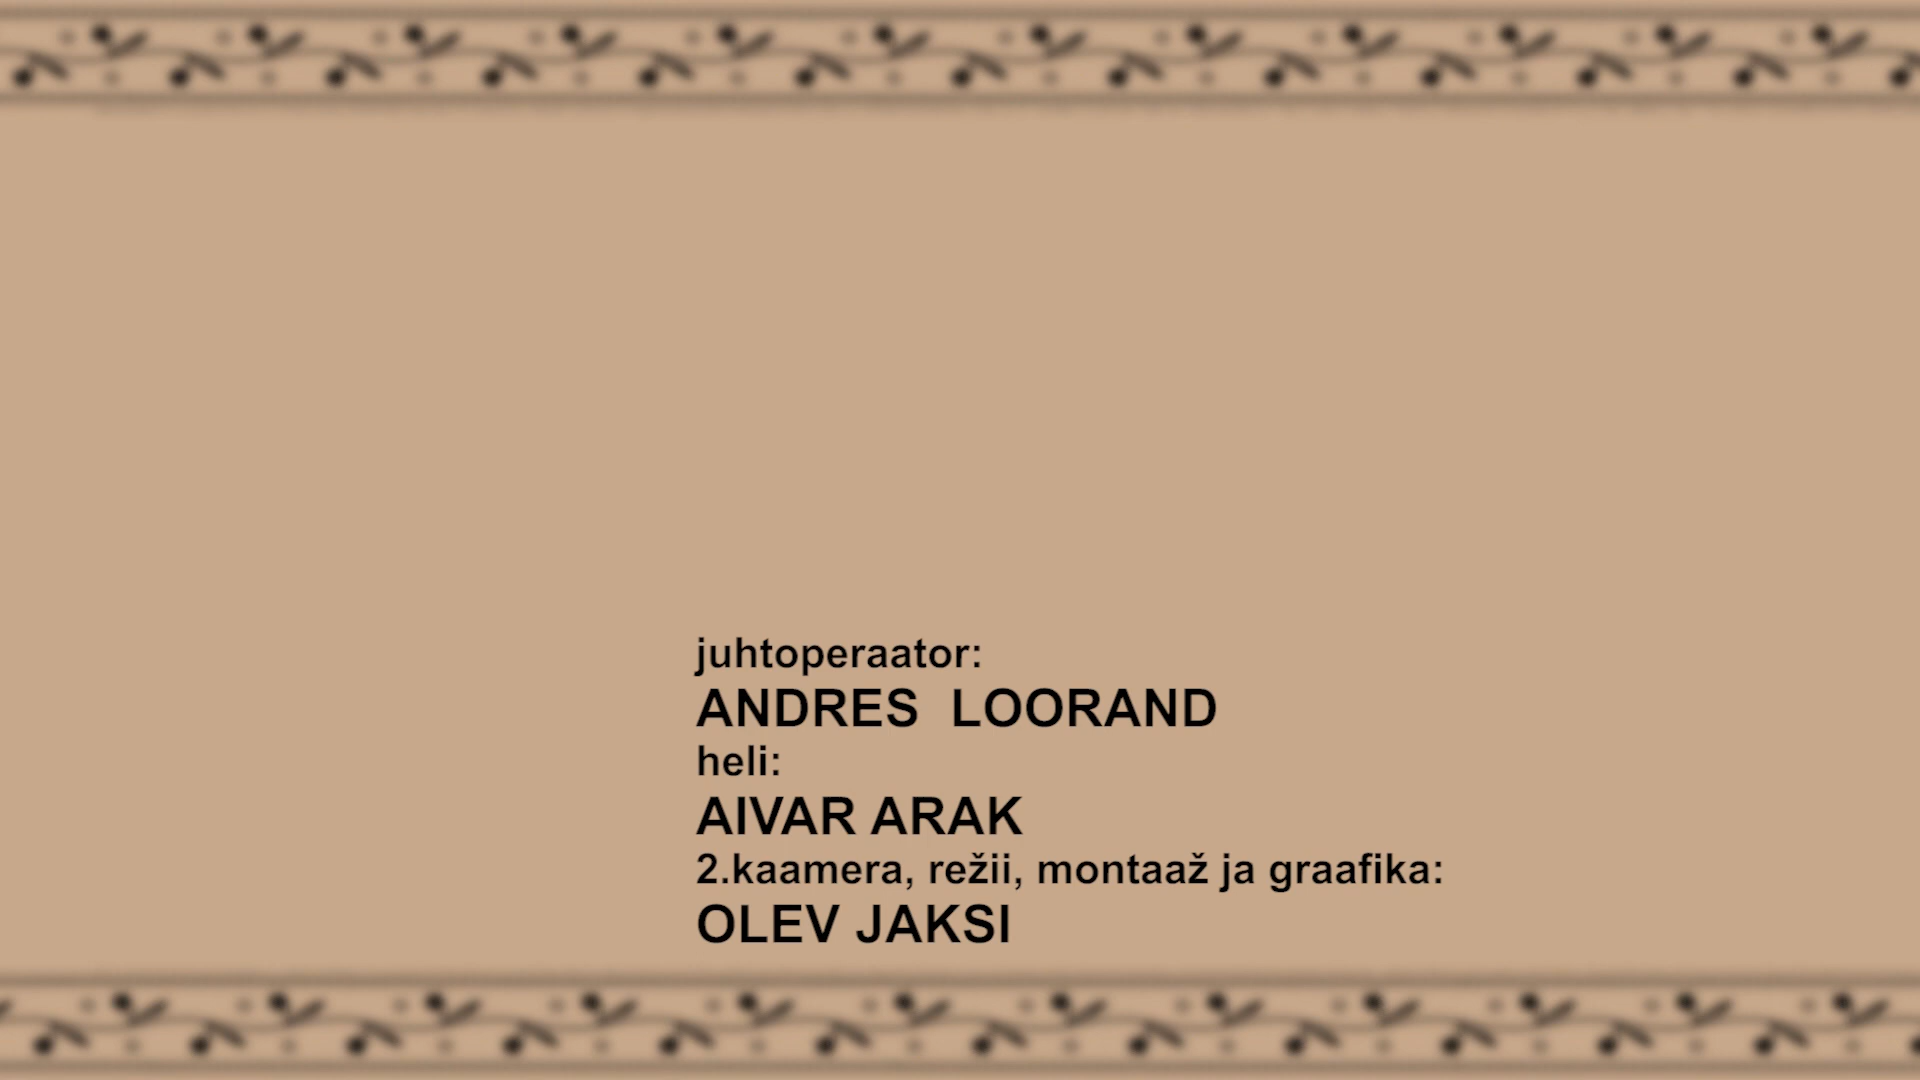 juhtoperaator:
ANDRES  LOORAND
heli:
AIVAR ARAK
2.kaamera, režii, montaaž ja graafika:
OLEV JAKSI